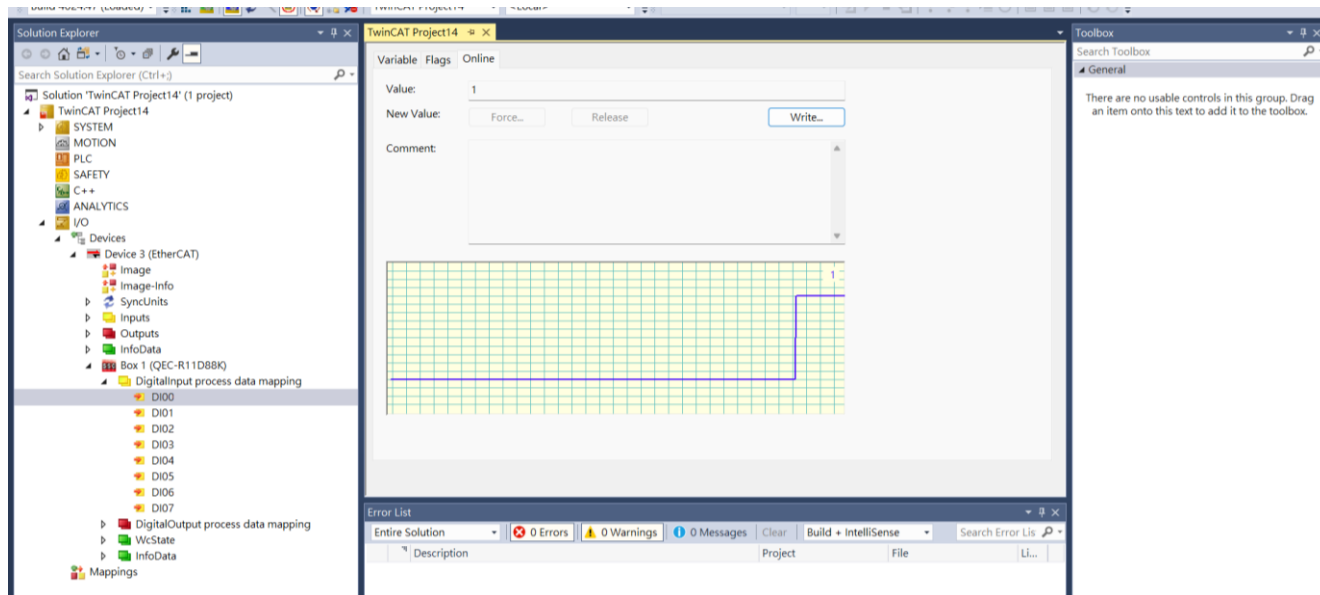 TwinCAT Project14
<Local>
Solution Explorer
Search Solution Explorer (Ctrl+;)
Solution 'TwinCAT Project14' (1 project)
TwinCAT Project14
SYSTEM
MOTION
PLC
SAFETY
C++
ANALYTICS
I/O
Devices
Device 3 (EtherCAT)
Image
Image-Info
SyncUnits
Inputs
Outputs
InfoData
Box 1 (QEC-R11D88K)
DigitalInput process data mapping
DI00
DI01
DI02
DI03
DI04
DI05
DI06
DI07
DigitalOutput process data mapping
WcState
InfoData
Mappings
TwinCAT Project14
Variable Flags Online
Value: 1
New Value: Force... Release Write...
Comment:
1
Error List
Entire Solution 0 Errors 0 Warnings 0 Messages Clear Build + IntelliSense Search Error Lis
Description Project File Li...
Toolbox
Search Toolbox
General
There are no usable controls in this group. Drag
an item onto this text to add it to the toolbox.